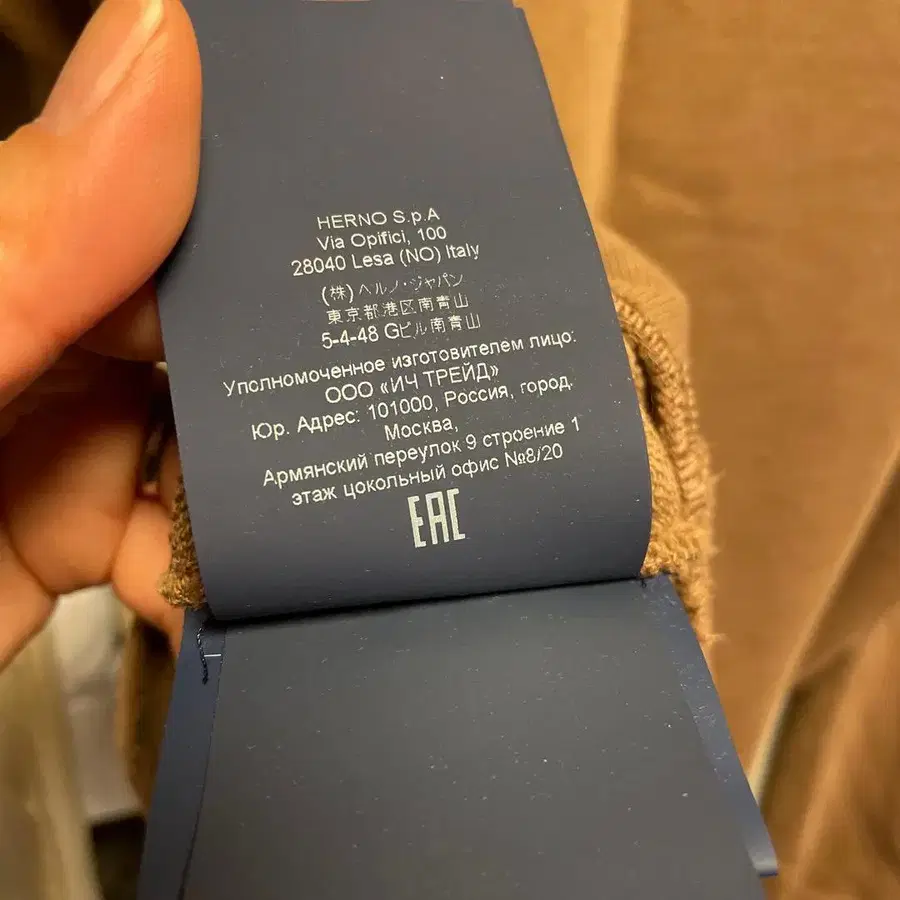 HERNO S.p.A
Via Opifici, 100
28040 Lesa (NO) Italy
(株) ヘルノ・ジャパン
東京都港区南青山
5-4-48 Gビル南青山
Уполномоченное изготовителем лицо:
ООО «ИЧ ТРЕЙД»
Юр. Адрес: 101000, Россия, город.
Москва,
Армянский переулок 9 строение 1
этаж цокольный офис №8/20
EAC